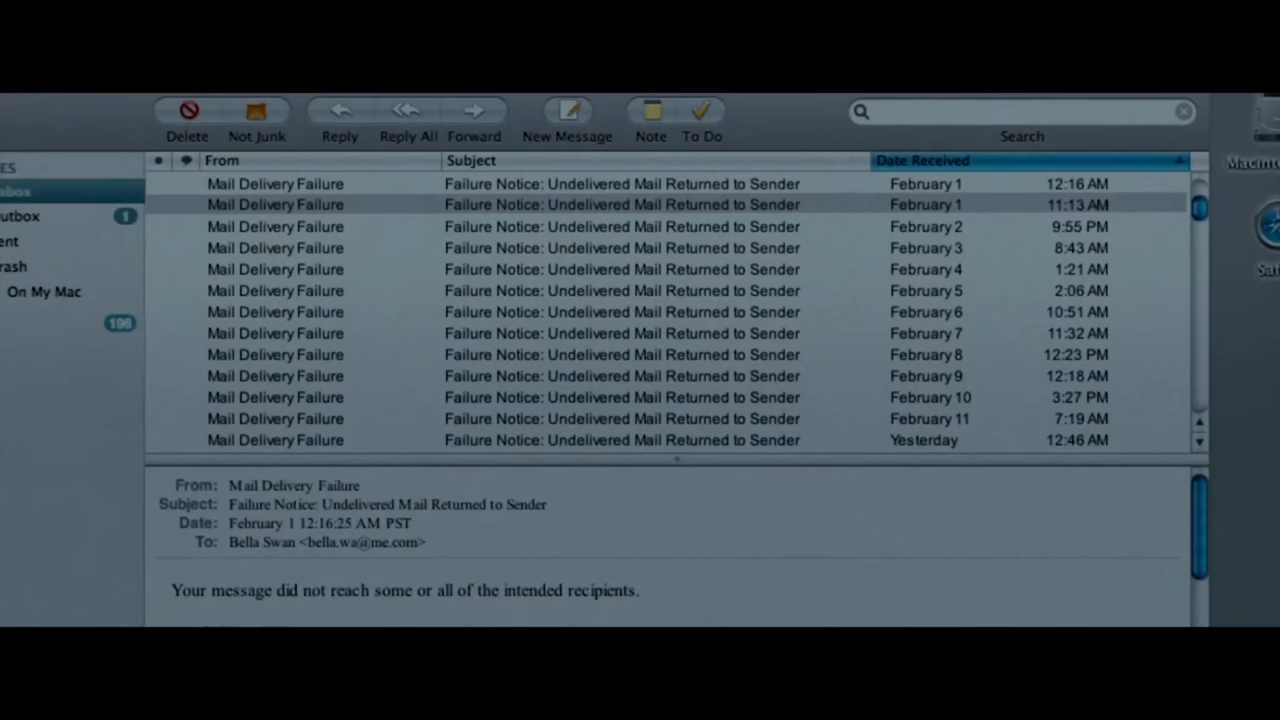 Delete Not Junk Reply Reply All Forward New Message Note To Do Search
From Subject Date Received
Mail Delivery Failure Failure Notice: Undelivered Mail Returned to Sender February 1 12:16 AM
Mail Delivery Failure Failure Notice: Undelivered Mail Returned to Sender February 1 11:13 AM
Mail Delivery Failure Failure Notice: Undelivered Mail Returned to Sender February 2 9:55 PM
Mail Delivery Failure Failure Notice: Undelivered Mail Returned to Sender February 3 8:43 AM
Mail Delivery Failure Failure Notice: Undelivered Mail Returned to Sender February 4 1:21 AM
Mail Delivery Failure Failure Notice: Undelivered Mail Returned to Sender February 5 2:06 AM
Mail Delivery Failure Failure Notice: Undelivered Mail Returned to Sender February 6 10:51 AM
Mail Delivery Failure Failure Notice: Undelivered Mail Returned to Sender February 7 11:32 AM
Mail Delivery Failure Failure Notice: Undelivered Mail Returned to Sender February 8 12:23 PM
Mail Delivery Failure Failure Notice: Undelivered Mail Returned to Sender February 9 12:18 AM
Mail Delivery Failure Failure Notice: Undelivered Mail Returned to Sender February 10 3:27 PM
Mail Delivery Failure Failure Notice: Undelivered Mail Returned to Sender February 11 7:19 AM
Mail Delivery Failure Failure Notice: Undelivered Mail Returned to Sender Yesterday 12:46 AM
ES
nbox
utbox 1
ent
rash
On My Mac
196
From: Mail Delivery Failure
Subject: Failure Notice: Undelivered Mail Returned to Sender
Date: February 1 12:16:25 AM PST
To: Bella Swan <bella.wa@me.com>
Your message did not reach some or all of the intended recipients.
Macint
Saf